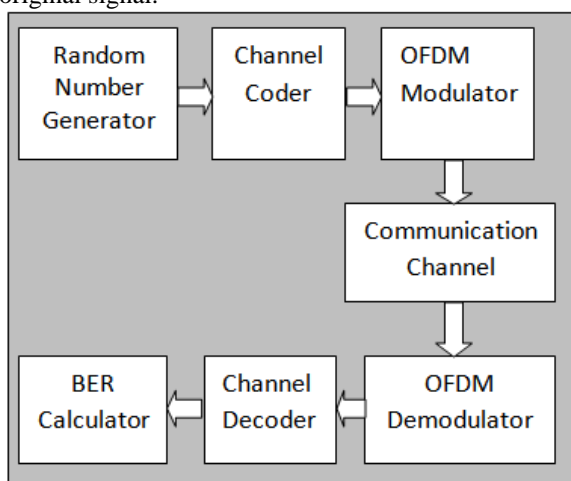 original signal.
Random
Number
Generator
Channel
Coder
OFDM
Modulator
Communication
Channel
OFDM
Demodulator
Channel
Decoder
BER
Calculator